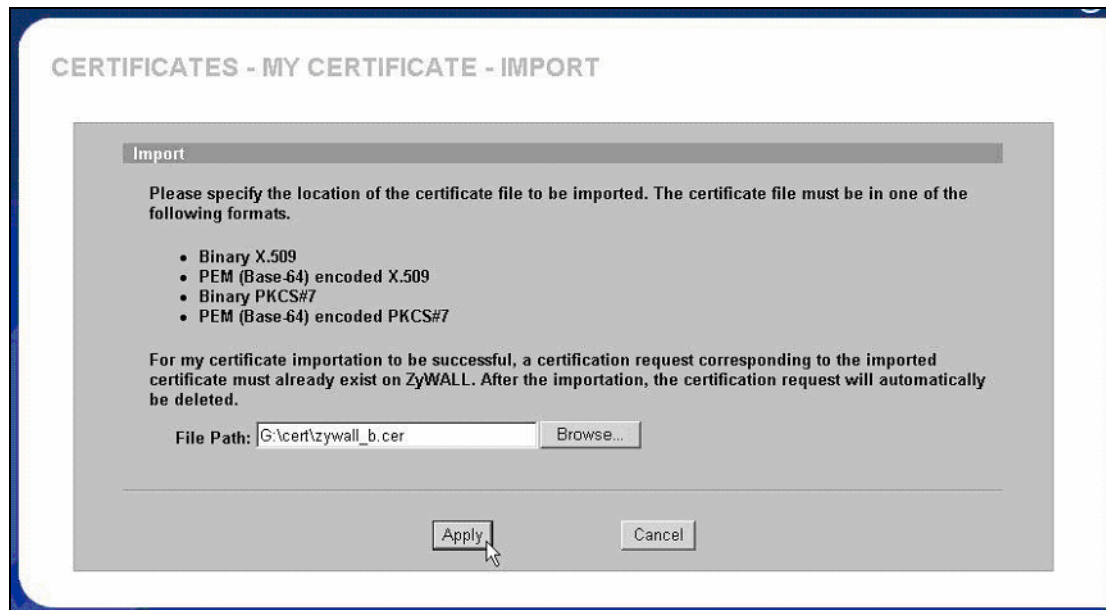 CERTIFICATES - MY CERTIFICATE - IMPORT
Import
Please specify the location of the certificate file to be imported. The certificate file must be in one of the
following formats.
• Binary X.509
• PEM (Base-64) encoded X.509
• Binary PKCS#7
• PEM (Base-64) encoded PKCS#7
For my certificate importation to be successful, a certification request corresponding to the imported
certificate must already exist on ZyWALL. After the importation, the certification request will automatically
be deleted.
File Path: G:\cert\zywall_b.cer Browse...
Apply Cancel